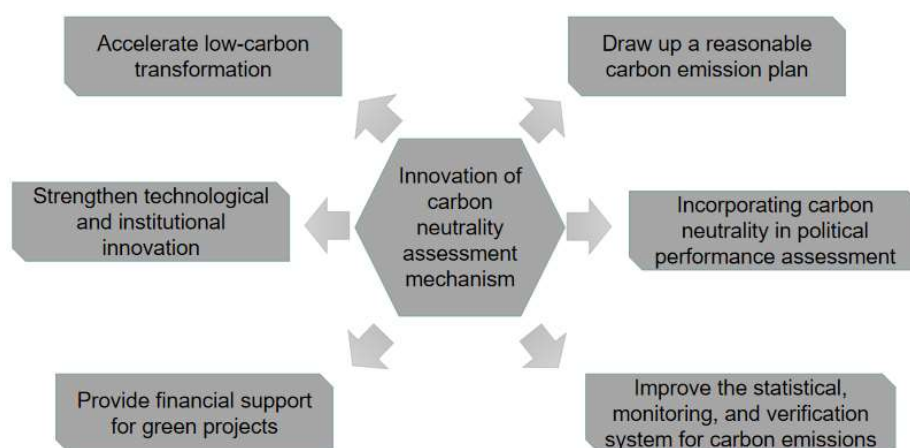 Accelerate low-carbon
transformation
Draw up a reasonable
carbon emission plan
Strengthen technological
and institutional
innovation
Innovation of
carbon
neutrality
assessment
mechanism
Incorporating carbon
neutrality in political
performance assessment
Provide financial support
for green projects
Improve the statistical,
monitoring, and verification
system for carbon emissions